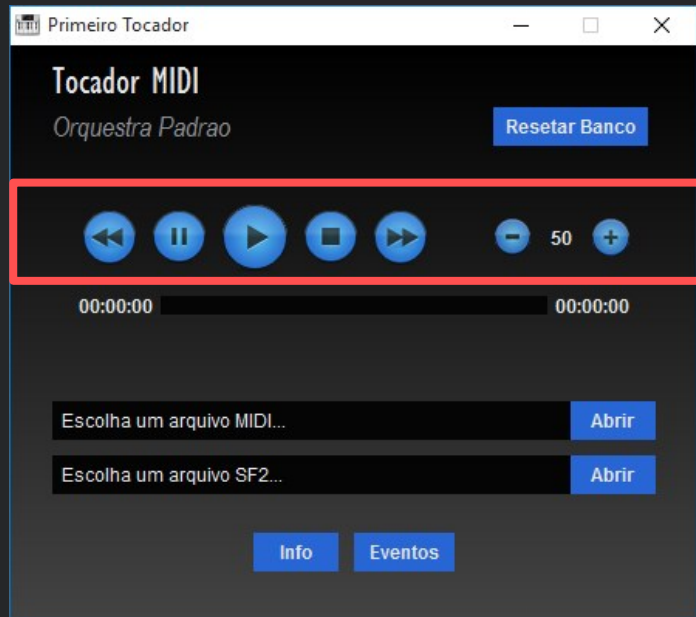 Primeiro Tocador
Tocador MIDI
Orquestra Padrao
Resetar Banco
50
00:00:00
00:00:00
Escolha um arquivo MIDI...
Abrir
Escolha um arquivo SF2...
Abrir
Info
Eventos